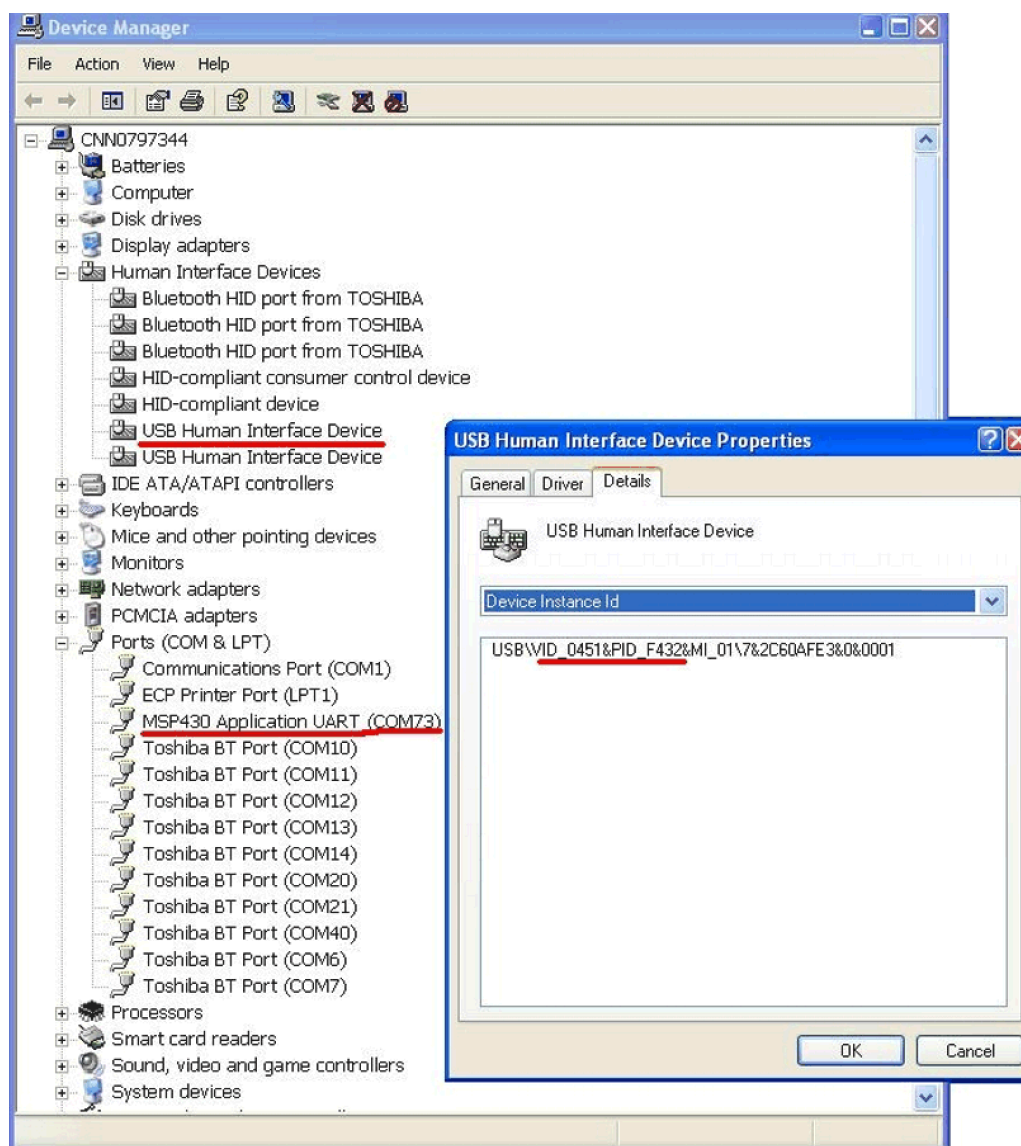 Device Manager
File Action View Help
CNN0797344
Batteries
Computer
Disk drives
Display adapters
Human Interface Devices
Bluetooth HID port from TOSHIBA
Bluetooth HID port from TOSHIBA
Bluetooth HID port from TOSHIBA
HID-compliant consumer control device
HID-compliant device
USB Human Interface Device
USB Human Interface Device
IDE ATA/ATAPI controllers
Keyboards
Mice and other pointing devices
Monitors
Network adapters
PCMCIA adapters
Ports (COM & LPT)
Communications Port (COM1)
ECP Printer Port (LPT1)
MSP430 Application UART (COM73)
Toshiba BT Port (COM10)
Toshiba BT Port (COM11)
Toshiba BT Port (COM12)
Toshiba BT Port (COM13)
Toshiba BT Port (COM14)
Toshiba BT Port (COM20)
Toshiba BT Port (COM21)
Toshiba BT Port (COM40)
Toshiba BT Port (COM6)
Toshiba BT Port (COM7)
Processors
Smart card readers
Sound, video and game controllers
System devices
USB Human Interface Device Properties
General Driver Details
USB Human Interface Device
Device Instance Id
USB\VID_0451&PID_F432&MI_01\7&2C60AFE3&0&0001
OK Cancel